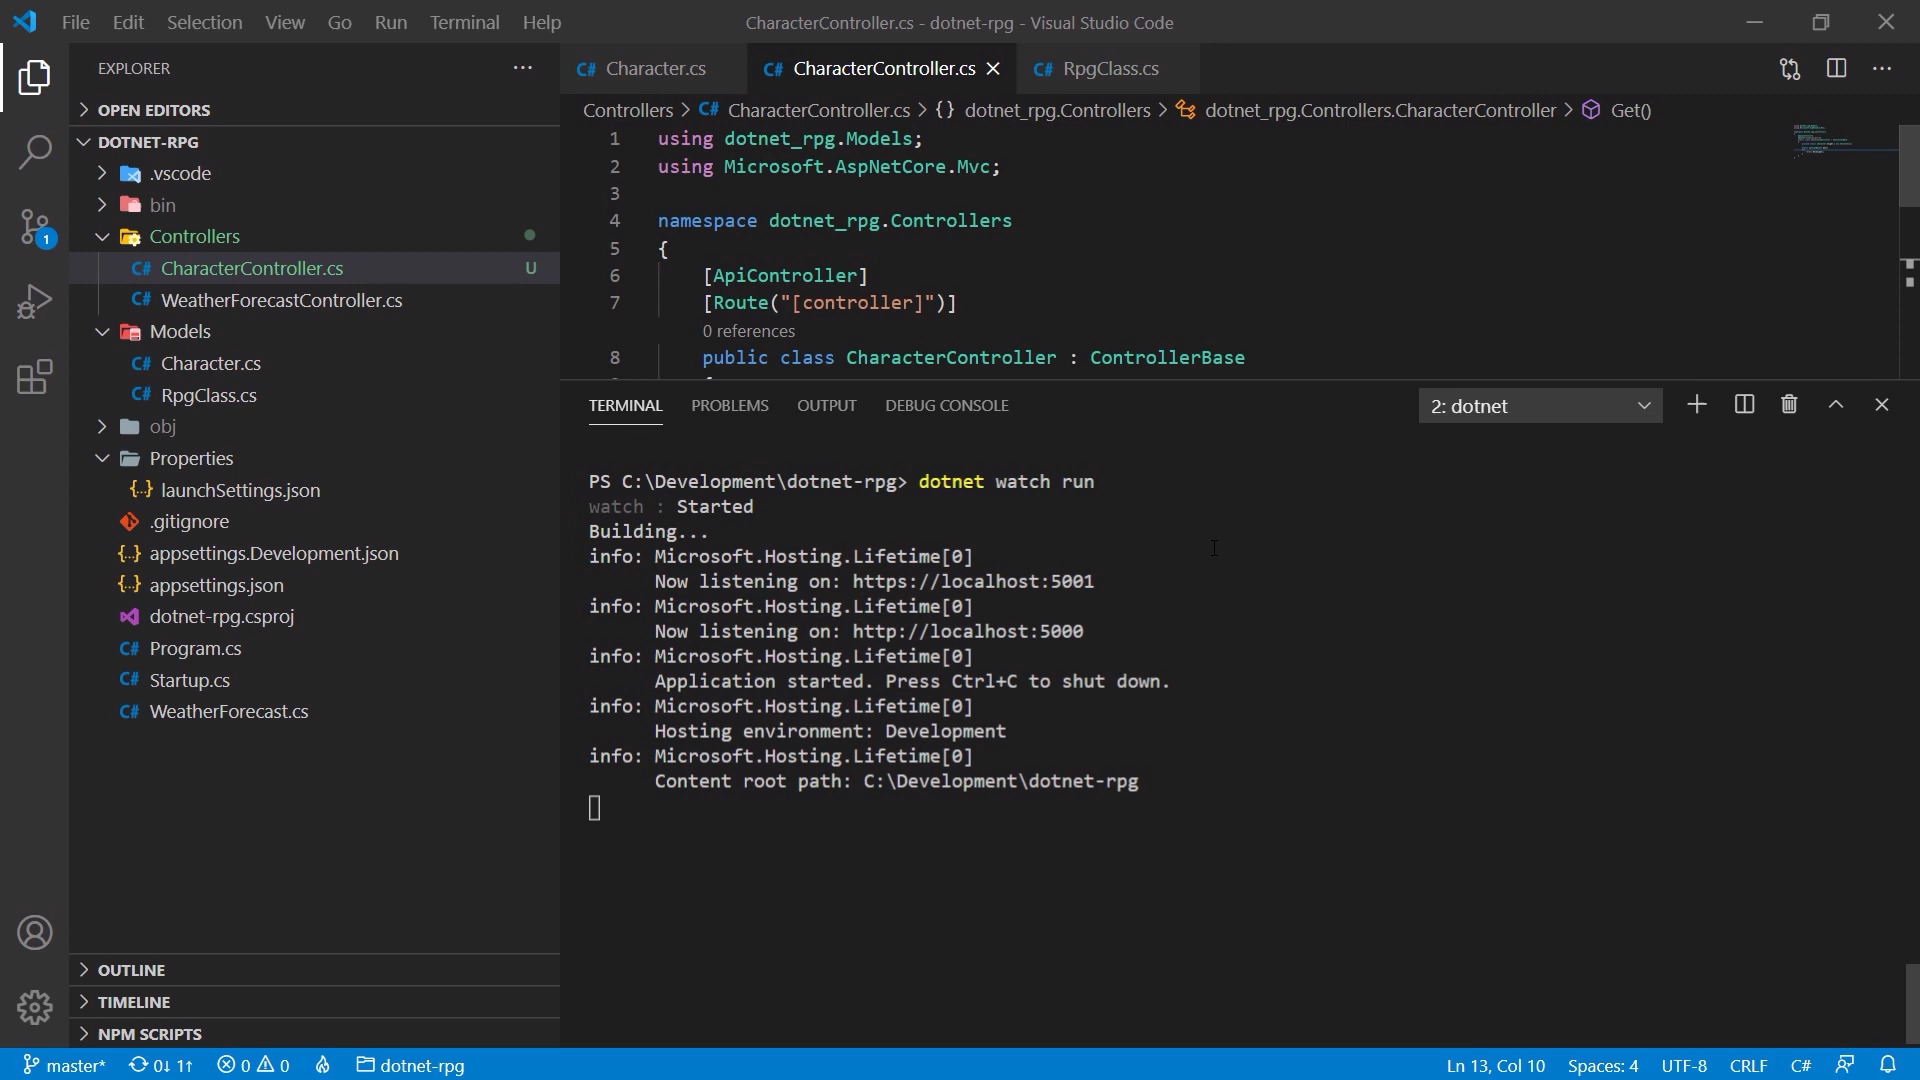 File Edit Selection View Go Run Terminal Help
CharacterController.cs - dotnet-rpg - Visual Studio Code
EXPLORER
OPEN EDITORS
DOTNET-RPG
.vscode
bin
Controllers
CharacterController.cs U
WeatherForecastController.cs
Models
Character.cs
RpgClass.cs
obj
Properties
launchSettings.json
.gitignore
appsettings.Development.json
appsettings.json
dotnet-rpg.csproj
Program.cs
Startup.cs
WeatherForecast.cs
OUTLINE
TIMELINE
NPM SCRIPTS
1
Character.cs CharacterController.cs RpgClass.cs
Controllers > CharacterController.cs > {} dotnet_rpg.Controllers > dotnet_rpg.Controllers.CharacterController > Get()
1 using dotnet_rpg.Models;
2 using Microsoft.AspNetCore.Mvc;
3
4 namespace dotnet_rpg.Controllers
5 {
6 [ApiController]
7 [Route("[controller]")]
0 references
8 public class CharacterController : ControllerBase
TERMINAL PROBLEMS OUTPUT DEBUG CONSOLE 2: dotnet
PS C:\Development\dotnet-rpg> dotnet watch run
watch : Started
Building...
info: Microsoft.Hosting.Lifetime[0]
Now listening on: https://localhost:5001
info: Microsoft.Hosting.Lifetime[0]
Now listening on: http://localhost:5000
info: Microsoft.Hosting.Lifetime[0]
Application started. Press Ctrl+C to shut down.
info: Microsoft.Hosting.Lifetime[0]
Hosting environment: Development
info: Microsoft.Hosting.Lifetime[0]
Content root path: C:\Development\dotnet-rpg
master* 0↓ 1↑ 0 0 dotnet-rpg Ln 13, Col 10 Spaces: 4 UTF-8 CRLF C#